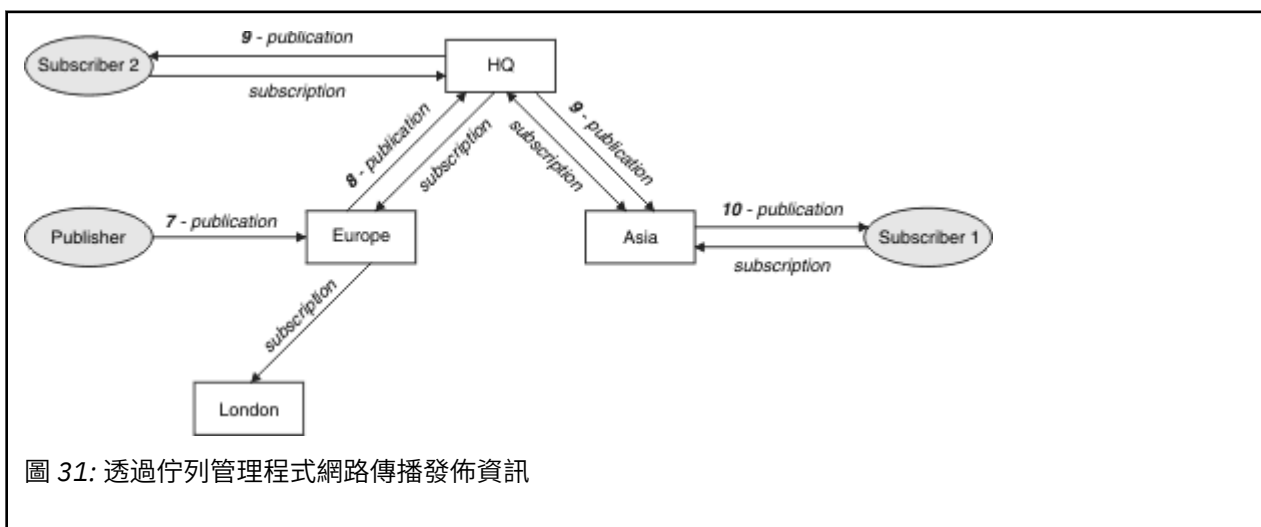 9 - publication
Subscriber 2
HQ
subscription
8 - publication
subscription
subscription
9 - publication
7 - publication
10 - publication
Publisher
Europe
Asia
Subscriber 1
subscription
subscription
London
圖 31: 透過佇列管理程式網路傳播發佈資訊